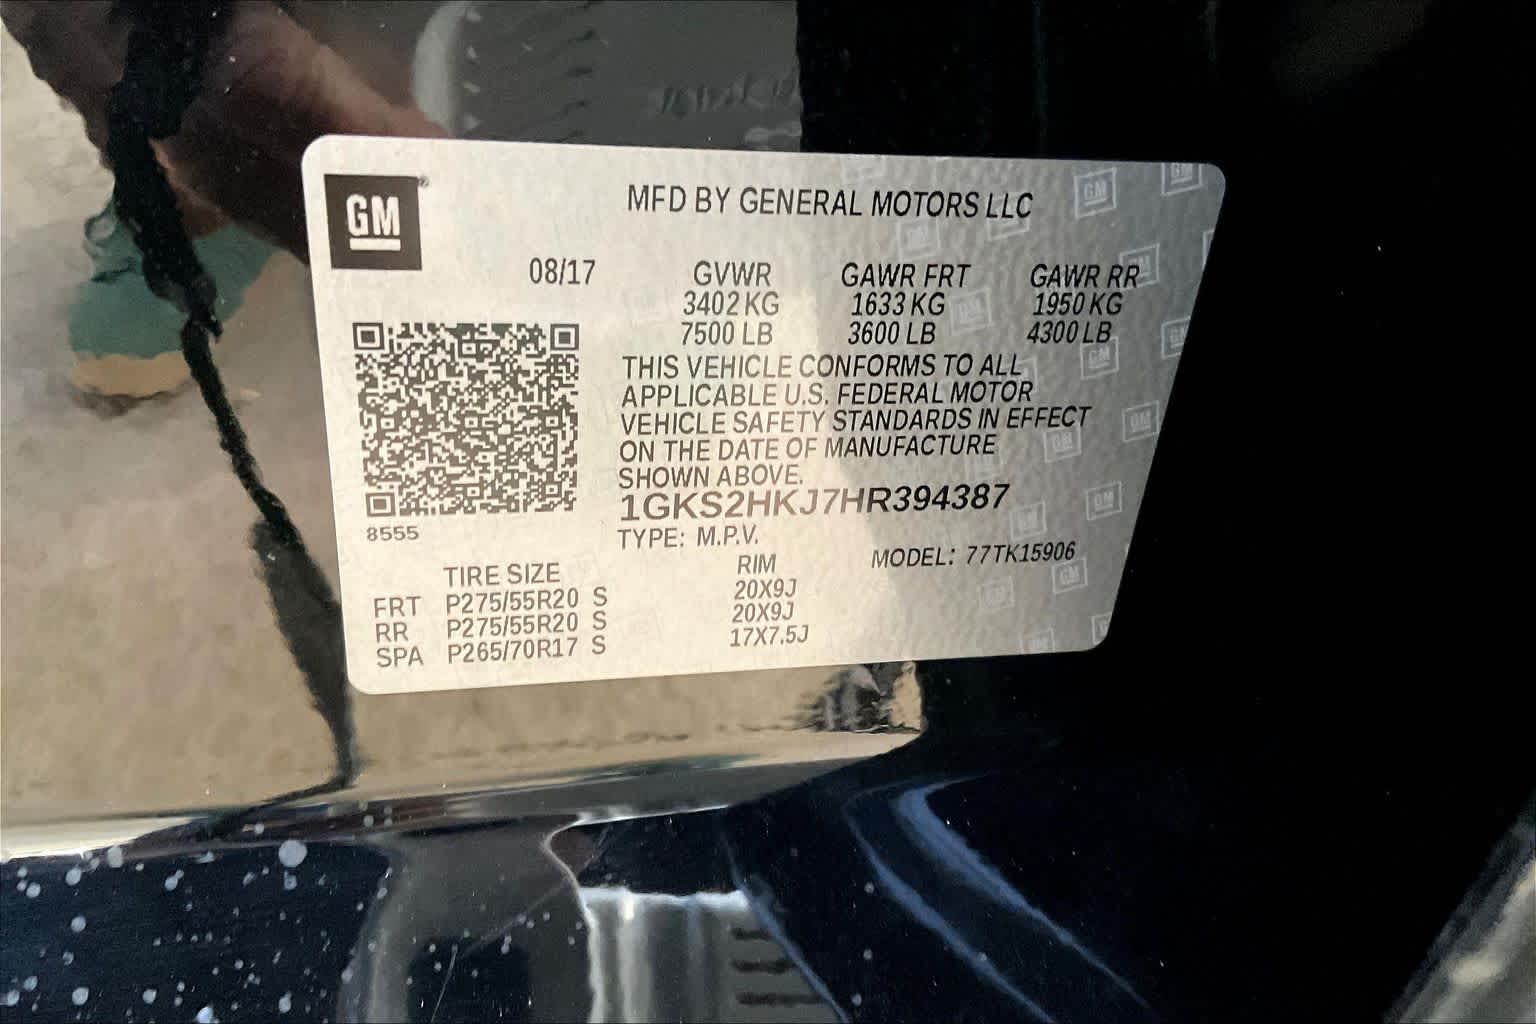 GM
MFD BY GENERAL MOTORS LLC
08/17 GVWR GAWR FRT GAWR RR
3402 KG 1633 KG 1950 KG
7500 LB 3600 LB 4300 LB
THIS VEHICLE CONFORMS TO ALL
APPLICABLE U.S. FEDERAL MOTOR
VEHICLE SAFETY STANDARDS IN EFFECT
ON THE DATE OF MANUFACTURE
SHOWN ABOVE.
1GKS2HKJ7HR394387
8555
TYPE: M.P.V. MODEL: 77TK15906
TIRE SIZE RIM
FRT P275/55R20 S 20X9J
RR P275/55R20 S 20X9J
SPA P265/70R17 S 17X7.5J